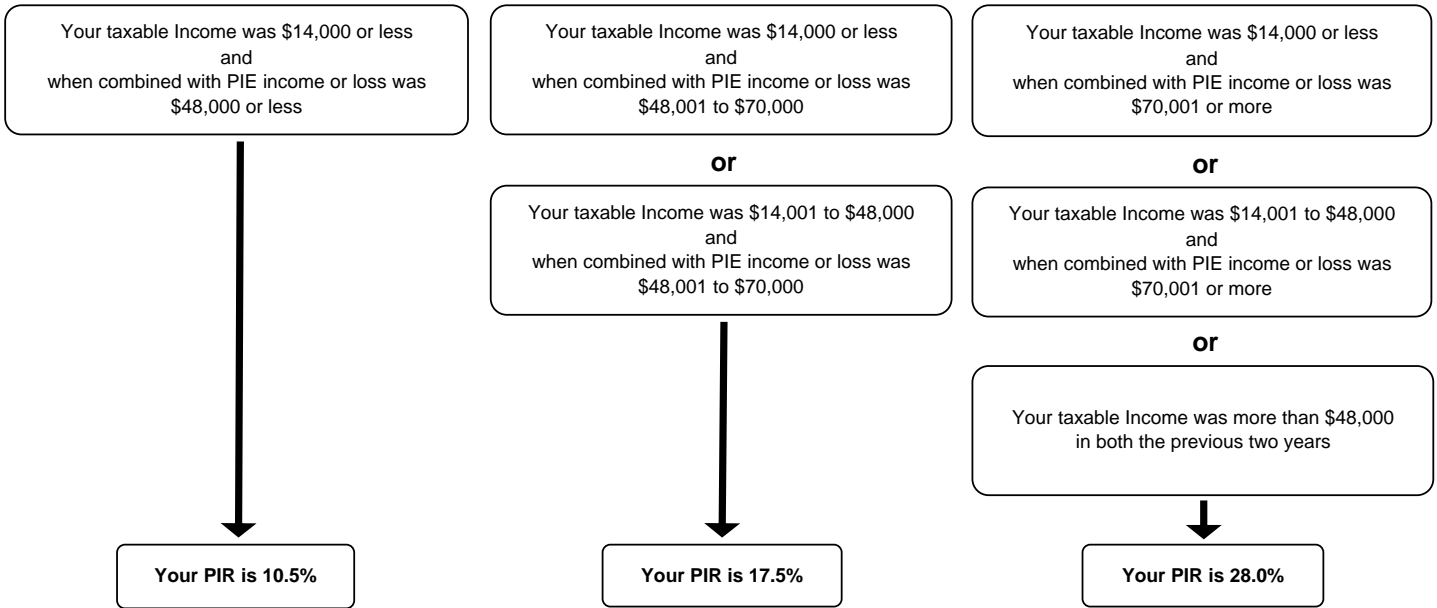 Your taxable Income was $14,000 or less
and
when combined with PIE income or loss was
$48,000 or less
Your PIR is 10.5%
Your taxable Income was $14,000 or less
and
when combined with PIE income or loss was
$48,001 to $70,000
or
Your taxable Income was $14,001 to $48,000
and
when combined with PIE income or loss was
$48,001 to $70,000
Your PIR is 17.5%
Your taxable Income was $14,000 or less
and
when combined with PIE income or loss was
$70,001 or more
or
Your taxable Income was $14,001 to $48,000
and
when combined with PIE income or loss was
$70,001 or more
or
Your taxable Income was more than $48,000
in both the previous two years
Your PIR is 28.0%